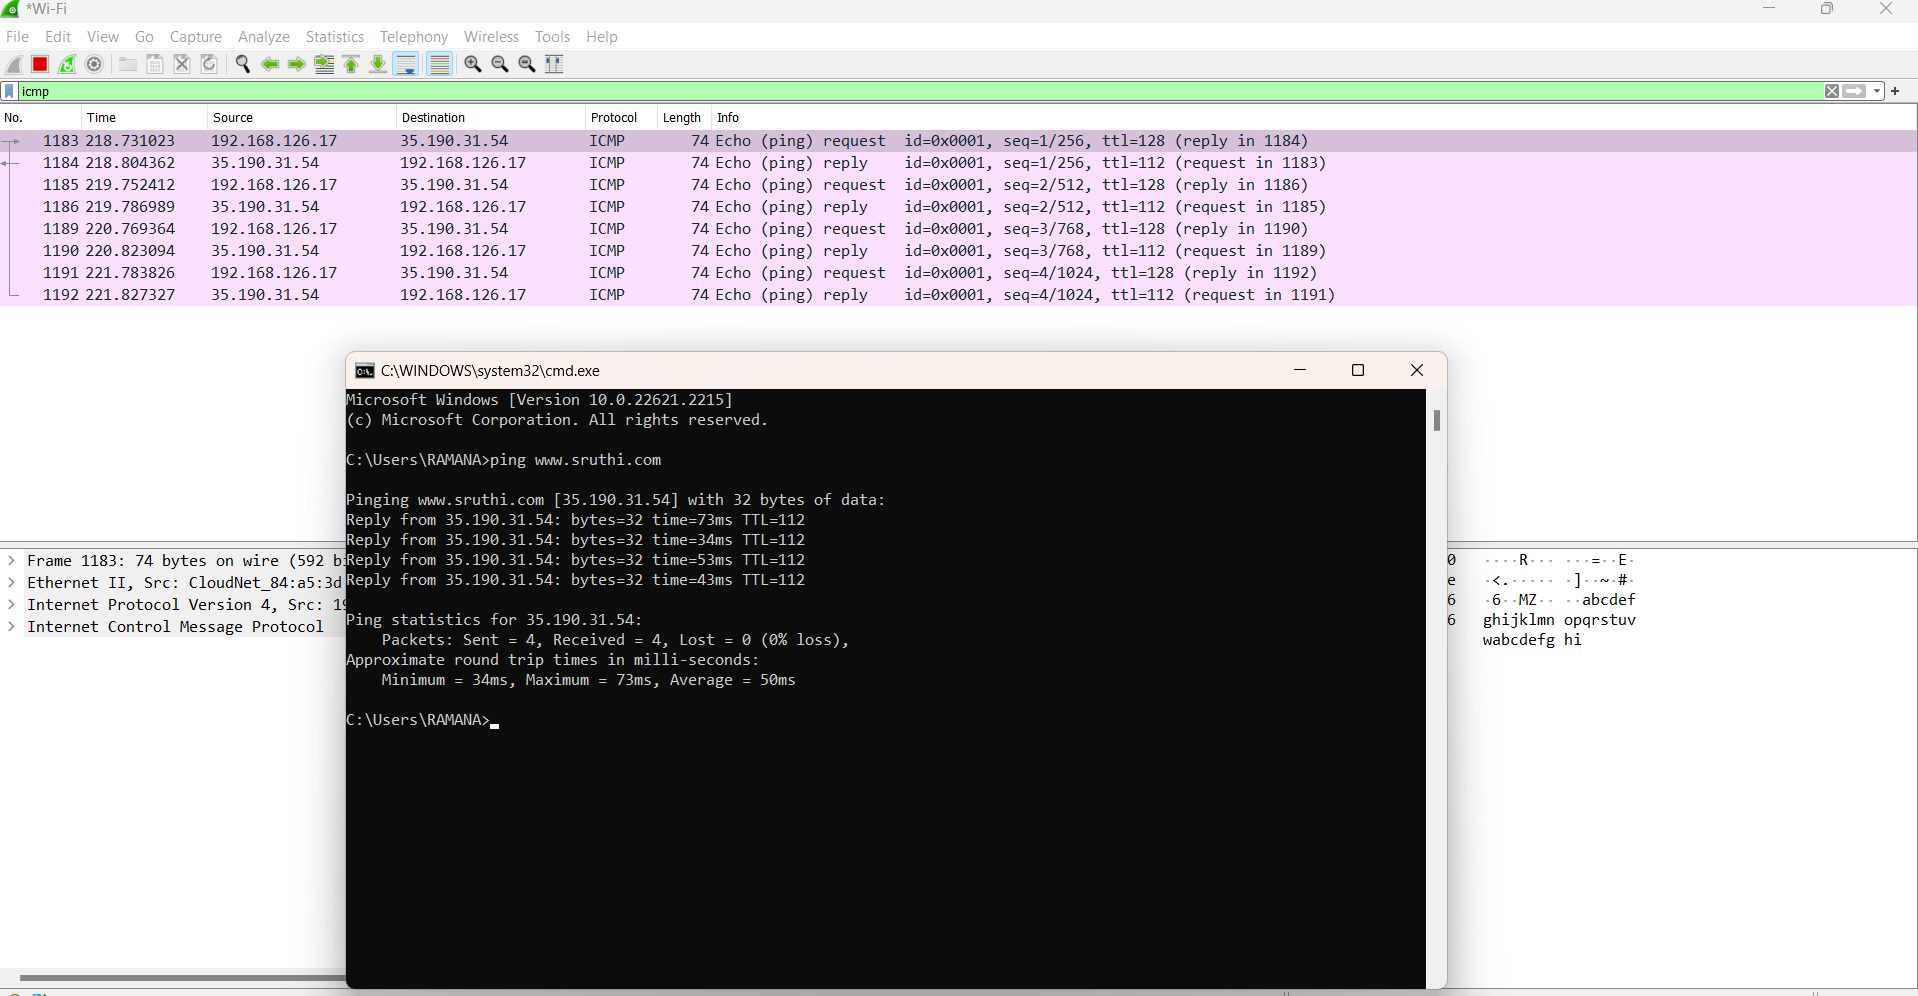 *Wi-Fi
File Edit View Go Capture Analyze Statistics Telephony Wireless Tools Help
icmp
No. Time Source Destination Protocol Length Info
1183 218.731023 192.168.126.17 35.190.31.54 ICMP 74 Echo (ping) request id=0x0001, seq=1/256, ttl=128 (reply in 1184)
1184 218.804362 35.190.31.54 192.168.126.17 ICMP 74 Echo (ping) reply id=0x0001, seq=1/256, ttl=112 (request in 1183)
1185 219.752412 192.168.126.17 35.190.31.54 ICMP 74 Echo (ping) request id=0x0001, seq=2/512, ttl=128 (reply in 1186)
1186 219.786989 35.190.31.54 192.168.126.17 ICMP 74 Echo (ping) reply id=0x0001, seq=2/512, ttl=112 (request in 1185)
1189 220.769364 192.168.126.17 35.190.31.54 ICMP 74 Echo (ping) request id=0x0001, seq=3/768, ttl=128 (reply in 1190)
1190 220.823094 35.190.31.54 192.168.126.17 ICMP 74 Echo (ping) reply id=0x0001, seq=3/768, ttl=112 (request in 1189)
1191 221.783826 192.168.126.17 35.190.31.54 ICMP 74 Echo (ping) request id=0x0001, seq=4/1024, ttl=128 (reply in 1192)
1192 221.827327 35.190.31.54 192.168.126.17 ICMP 74 Echo (ping) reply id=0x0001, seq=4/1024, ttl=112 (request in 1191)
C:\WINDOWS\system32\cmd.exe
Microsoft Windows [Version 10.0.22621.2215]
(c) Microsoft Corporation. All rights reserved.
C:\Users\RAMANA>ping www.sruthi.com
Pinging www.sruthi.com [35.190.31.54] with 32 bytes of data:
Reply from 35.190.31.54: bytes=32 time=73ms TTL=112
Reply from 35.190.31.54: bytes=32 time=34ms TTL=112
Reply from 35.190.31.54: bytes=32 time=53ms TTL=112
Reply from 35.190.31.54: bytes=32 time=43ms TTL=112
Ping statistics for 35.190.31.54:
Packets: Sent = 4, Received = 4, Lost = 0 (0% loss),
Approximate round trip times in milli-seconds:
Minimum = 34ms, Maximum = 73ms, Average = 50ms
C:\Users\RAMANA>
Frame 1183: 74 bytes on wire (592 b
Ethernet II, Src: CloudNet_84:a5:3d
Internet Protocol Version 4, Src: 19
Internet Control Message Protocol
0 ····R··· ···=··E·
e ·<.····· ·]··~·#·
6 ·6··MZ·· ··abcdef
6 ghijklmn opqrstuv
wabcdefg hi